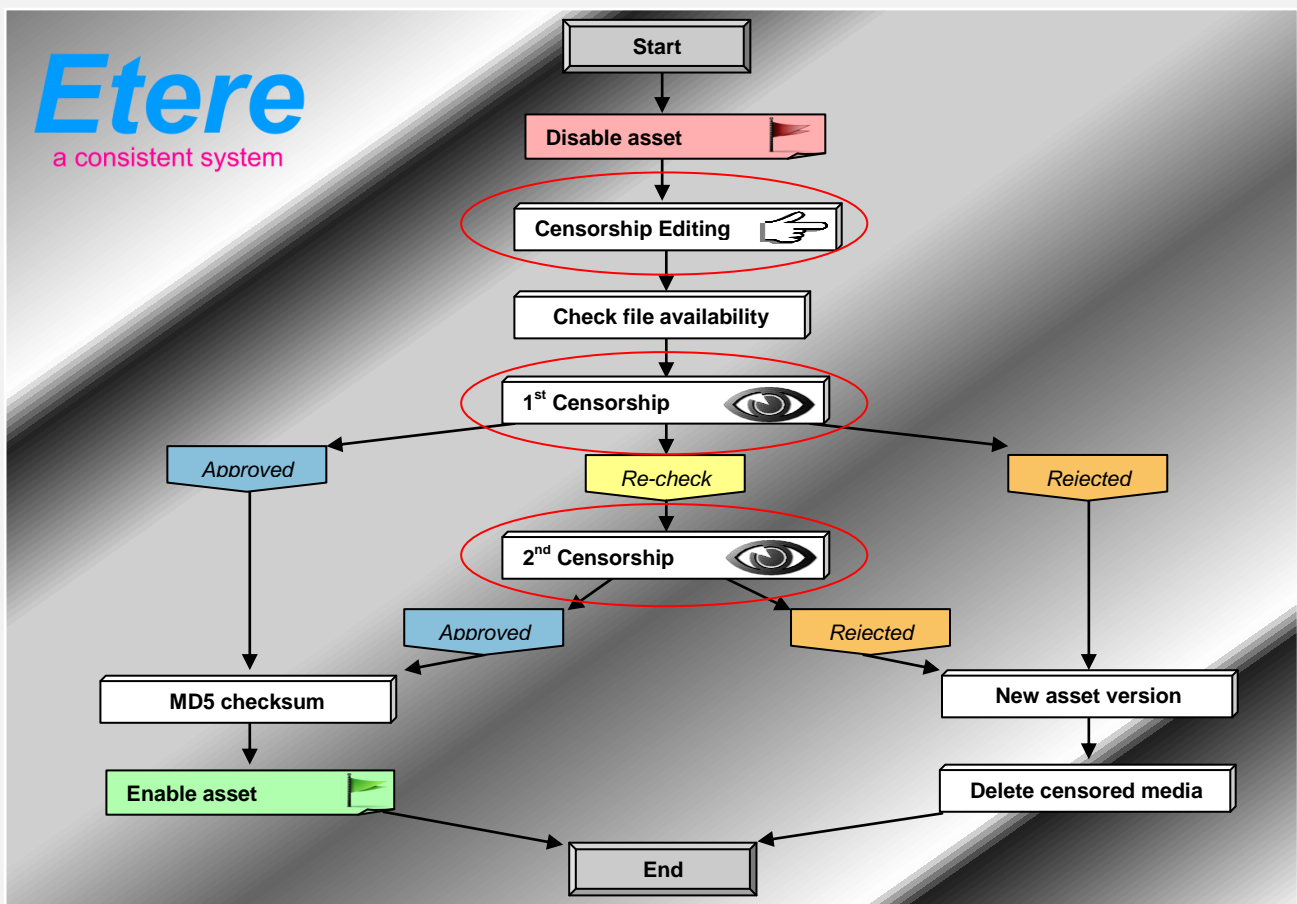 Etere
a consistent system
Start
Disable asset
Censorship Editing
Check file availability
1st Censorship
Approved
Re-check
Rejected
2nd Censorship
Approved
Rejected
MD5 checksum
New asset version
Enable asset
Delete censored media
End